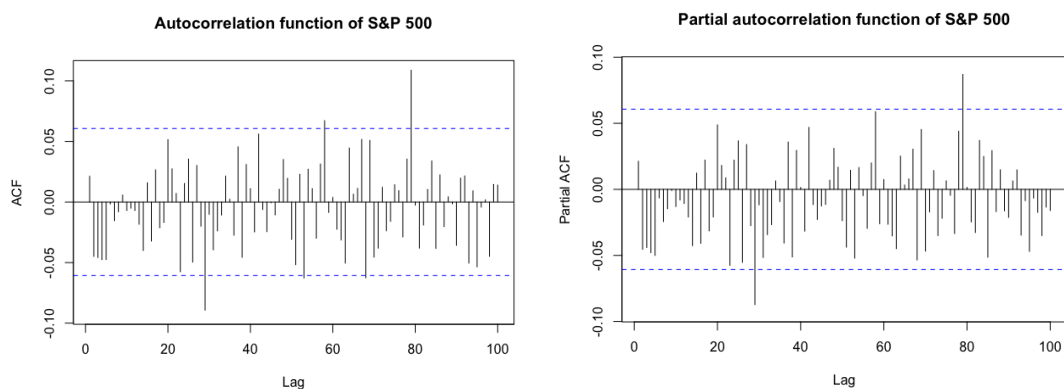 Autocorrelation function of S&P 500
ACF
0.10
0.05
0.00
-0.05
-0.10
0 20 40 60 80 100
Lag
Partial autocorrelation function of S&P 500
Partial ACF
0.10
0.05
0.00
-0.05
-0.10
0 20 40 60 80 100
Lag